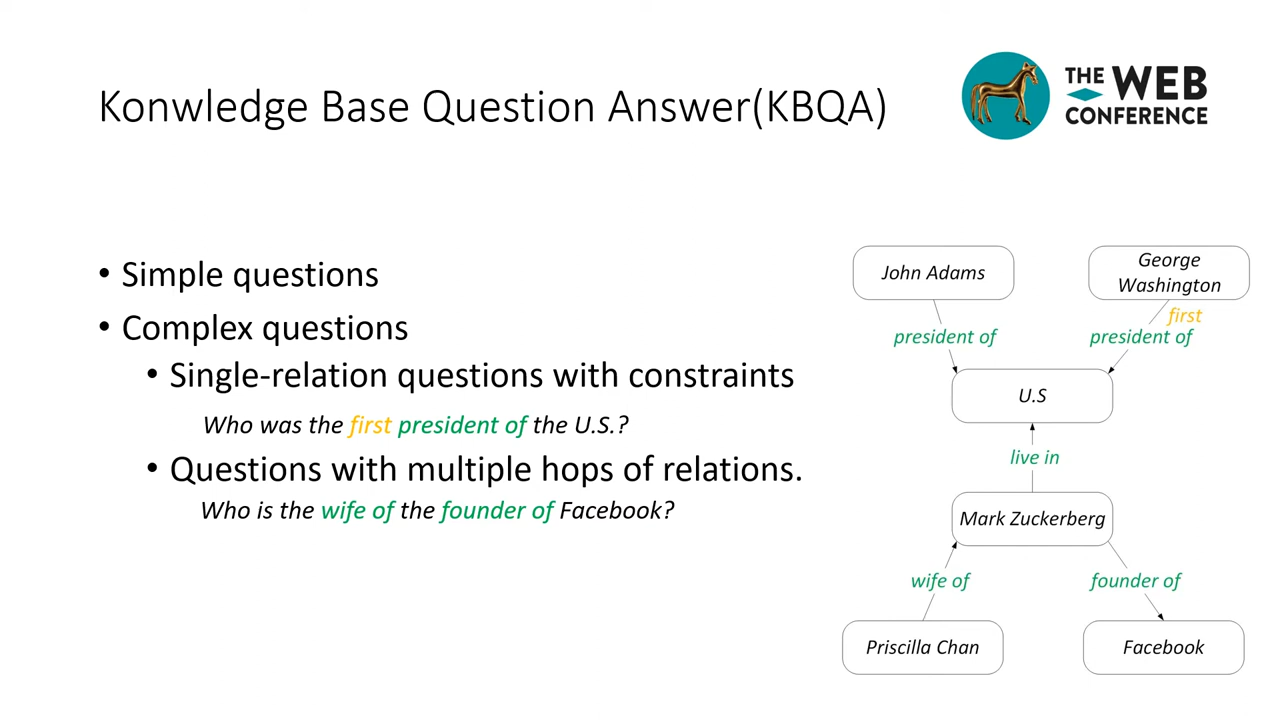 Konwledge Base Question Answer(KBQA)
THE WEB
CONFERENCE
• Simple questions
• Complex questions
• Single-relation questions with constraints
Who was the first president of the U.S.?
• Questions with multiple hops of relations.
Who is the wife of the founder of Facebook?
John Adams
George
Washington
first
president of
president of
U.S
live in
Mark Zuckerberg
wife of
founder of
Priscilla Chan
Facebook